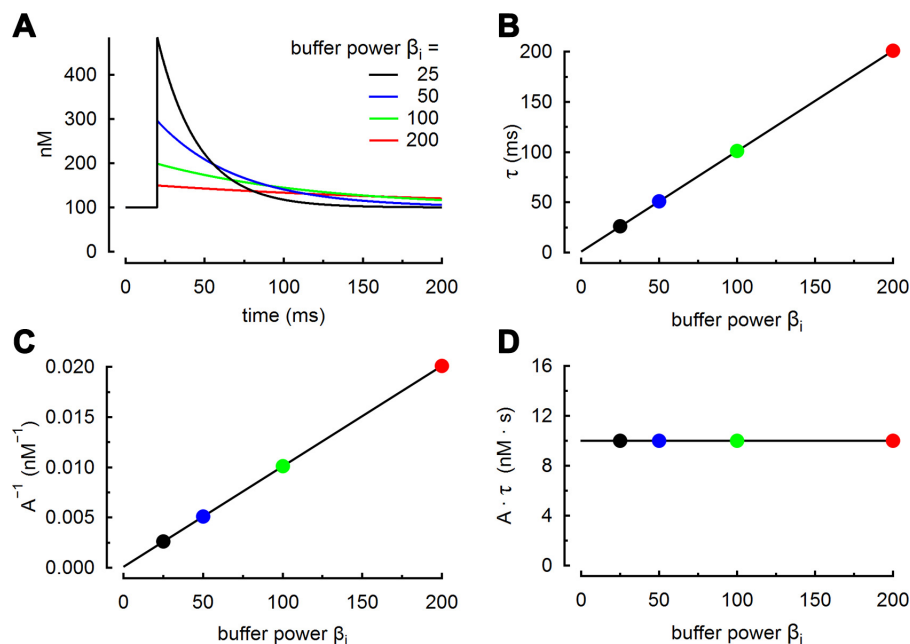 A
buffer power βi =
25
50
100
200
nM
400
300
200
100
0
0 50 100 150 200
time (ms)
B
τ (ms)
200
150
100
50
0
0 50 100 150 200
buffer power βi
C
A⁻¹ (nM⁻¹)
0.020
0.015
0.010
0.005
0.000
0 50 100 150 200
buffer power βi
D
A · τ (nM · s)
16
12
8
4
0
0 50 100 150 200
buffer power βi